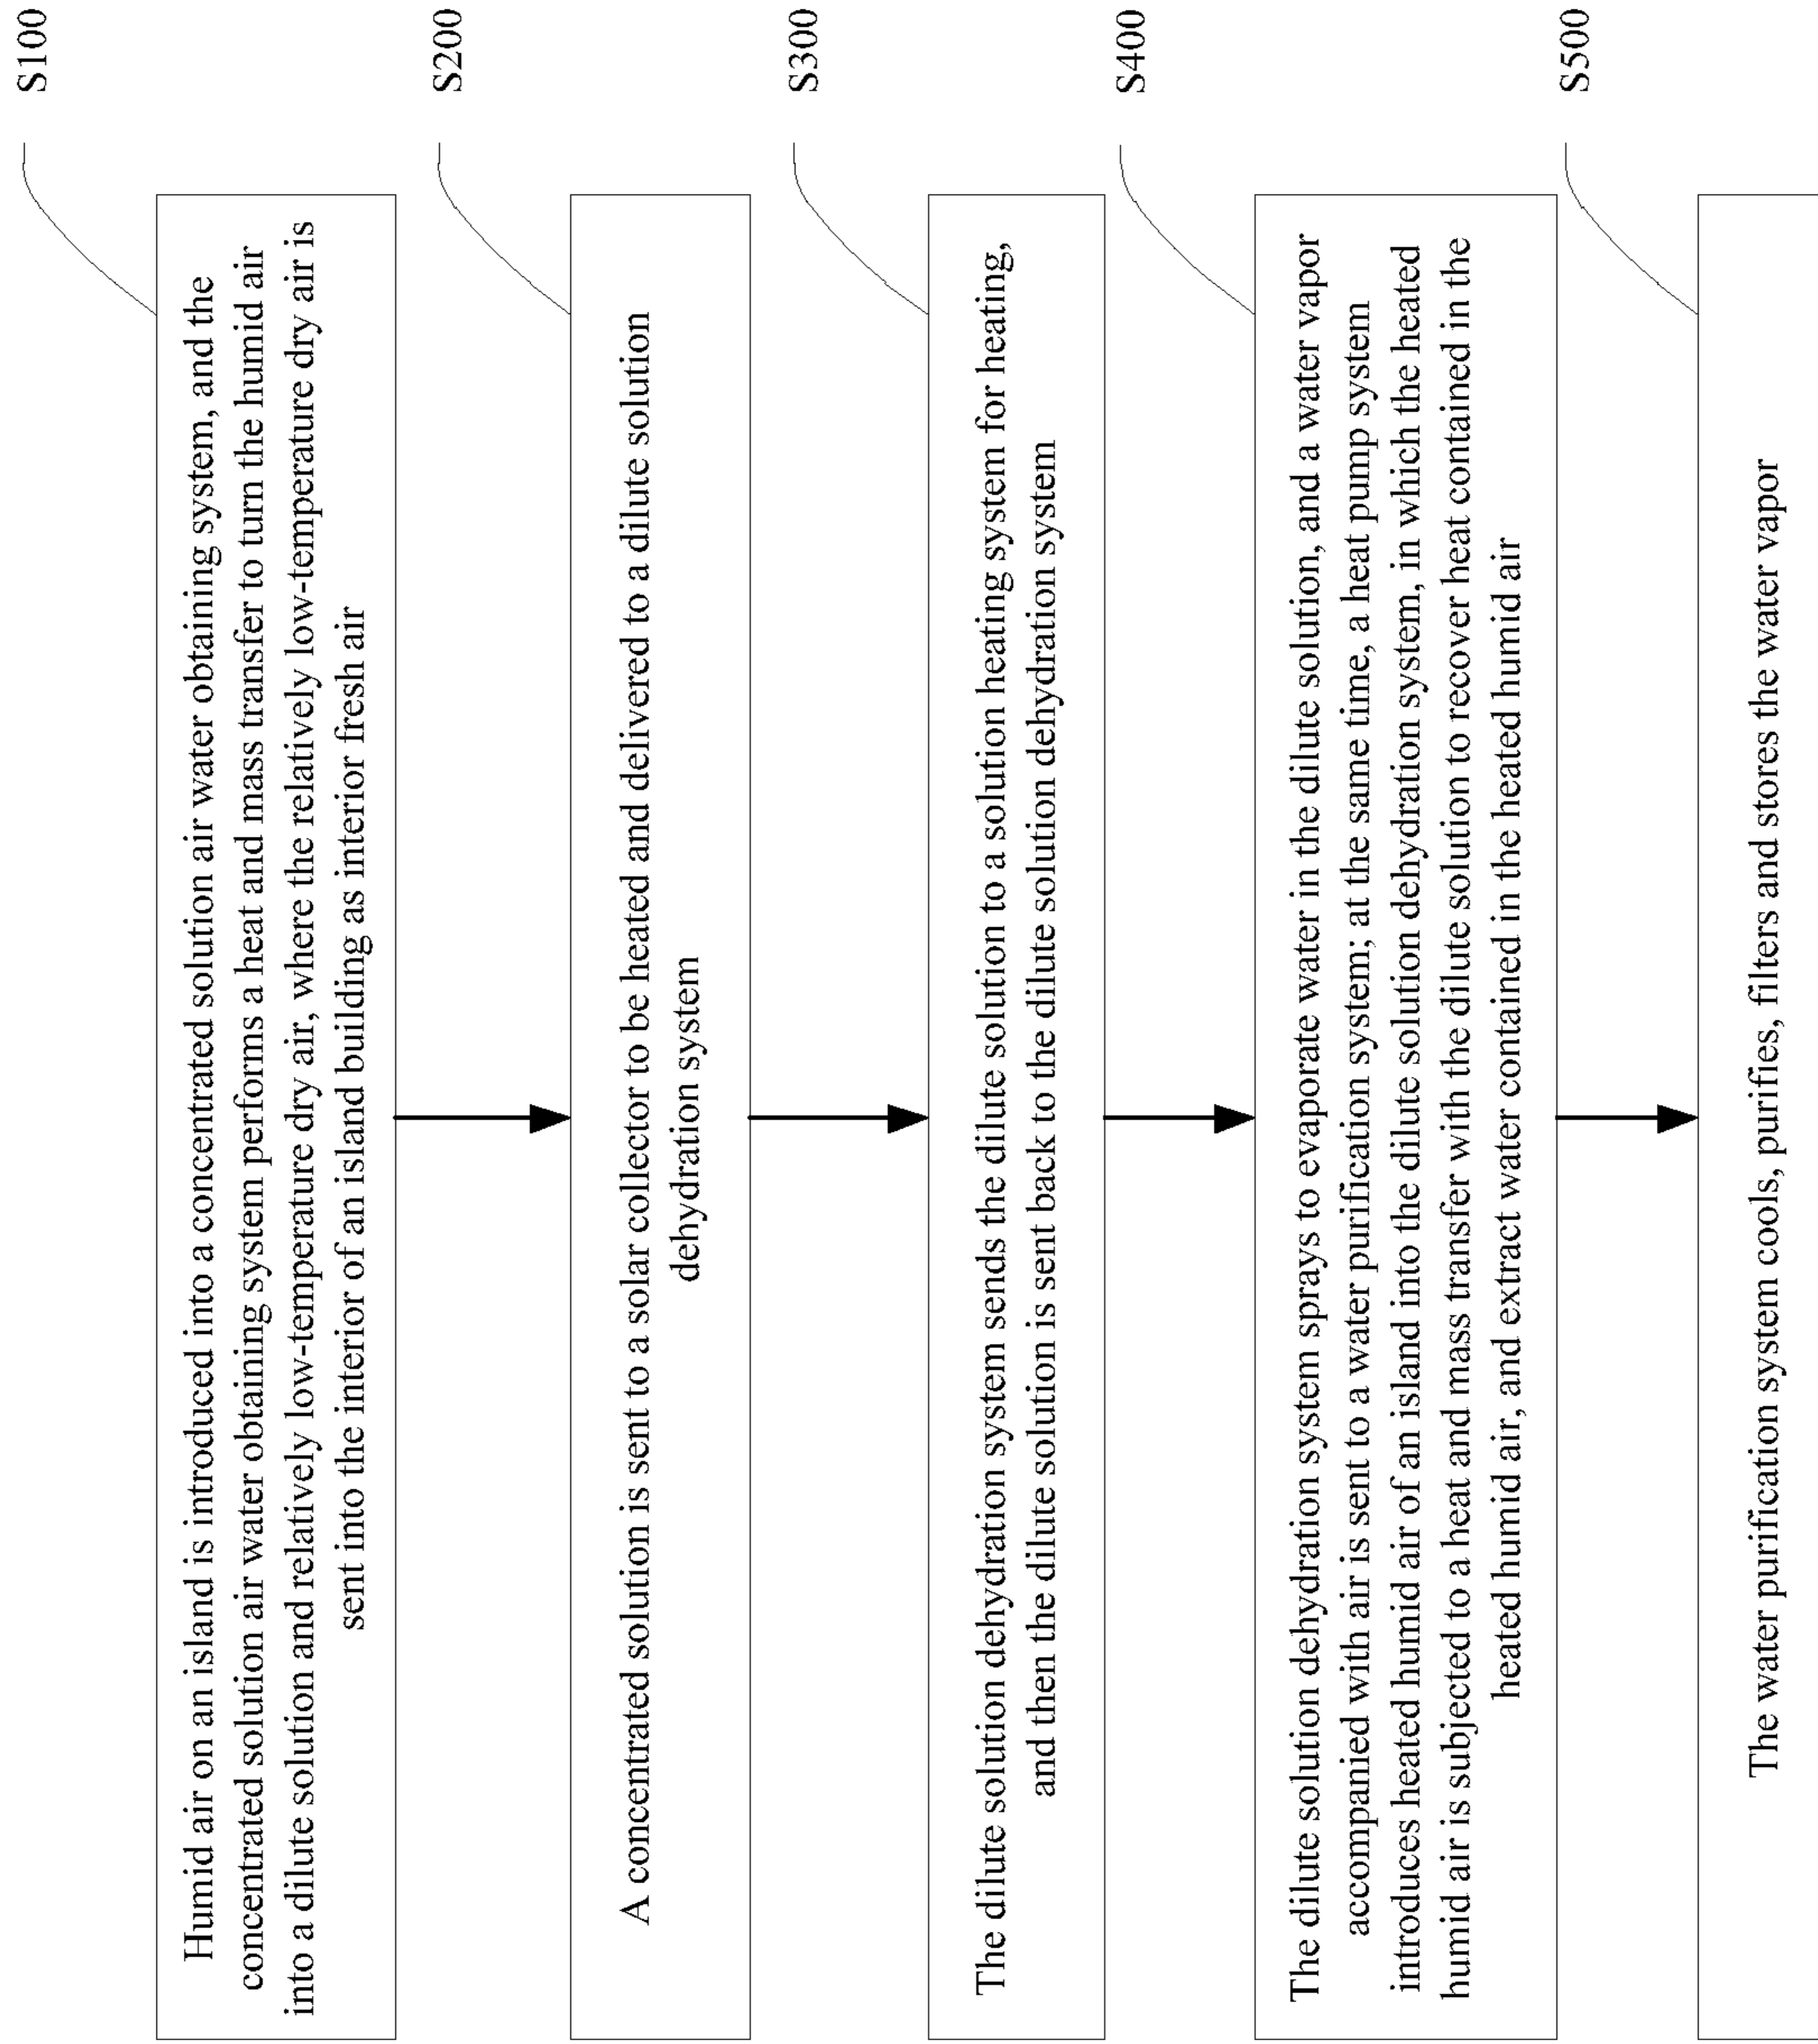 S100
Humid air on an island is introduced into a concentrated solution air water obtaining system, and the
concentrated solution air water obtaining system performs a heat and mass transfer to turn the humid air
into a dilute solution and relatively low-temperature dry air, where the relatively low-temperature dry air is
sent into the interior of an island building as interior fresh air
S200
A concentrated solution is sent to a solar collector to be heated and delivered to a dilute solution
dehydration system
S300
The dilute solution dehydration system sends the dilute solution to a solution heating system for heating,
and then the dilute solution is sent back to the dilute solution dehydration system
S400
The dilute solution dehydration system sprays to evaporate water in the dilute solution, and a water vapor
accompanied with air is sent to a water purification system; at the same time, a heat pump system
introduces heated humid air of an island into the dilute solution dehydration system, in which the heated
humid air is subjected to a heat and mass transfer with the dilute solution to recover heat contained in the
heated humid air, and extract water contained in the heated humid air
S500
The water purification system cools, purifies, filters and stores the water vapor